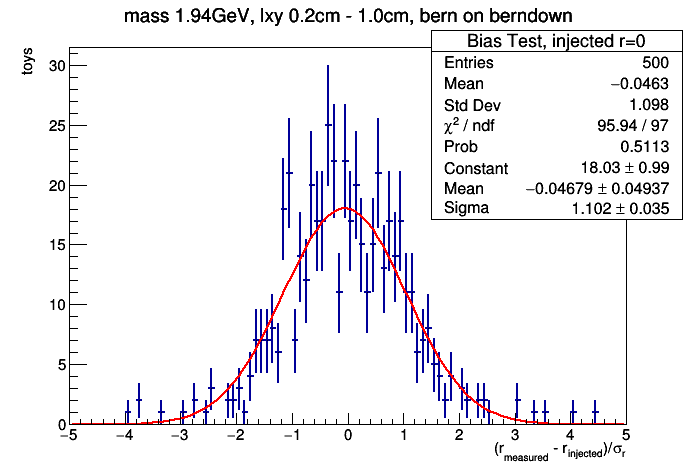 mass 1.94GeV, lxy 0.2cm - 1.0cm, bern on berndown
toys
Bias Test, injected r=0
Entries 500
Mean −0.0463
Std Dev 1.098
χ² / ndf 95.94 / 97
Prob 0.5113
Constant 18.03 ± 0.99
Mean −0.04679 ± 0.04937
Sigma 1.102 ± 0.035
30
25
20
15
10
5
0
−5 −4 −3 −2 −1 0 1 2 3 4 5
(r_measured - r_injected)/σ_r